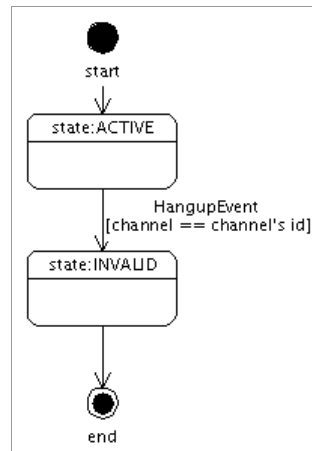 start
state:ACTIVE
HangupEvent
[channel == channel's id]
state:INVALID
end